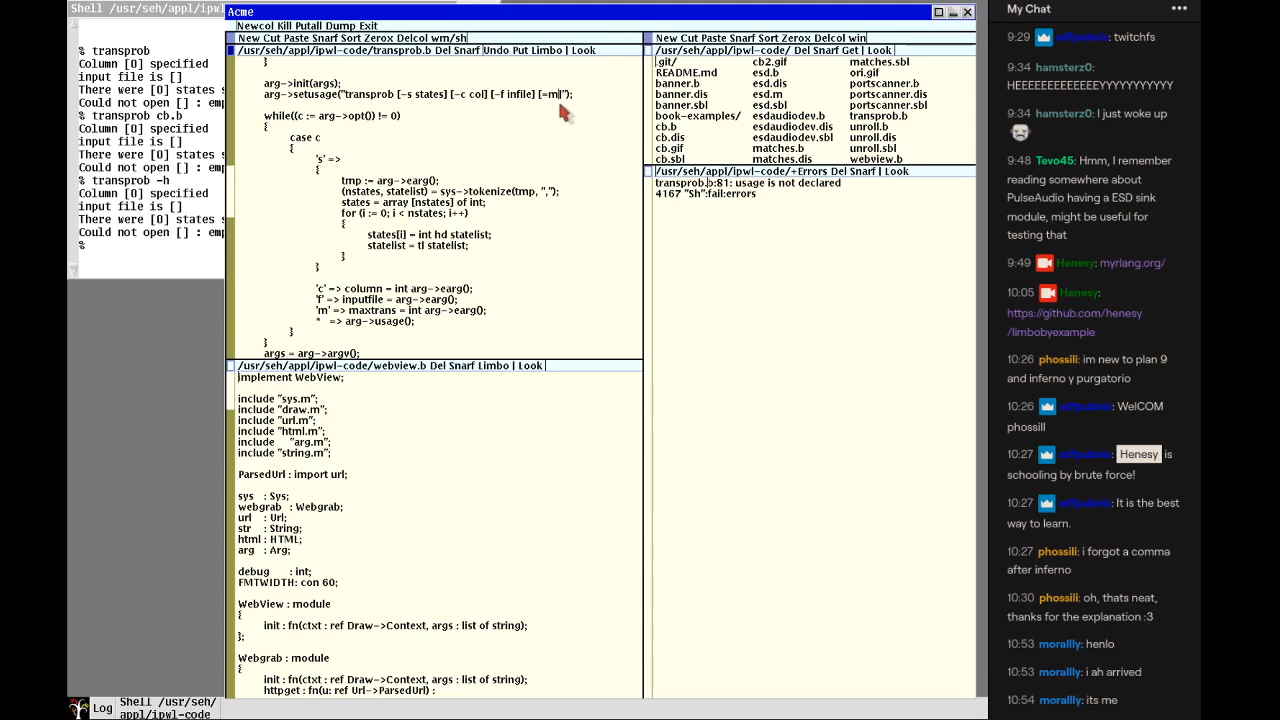 Shell /usr/seh/appl/ipwl
% transprob
Column [0] specified
input file is []
There were [0] states s
Could not open [] : emp
% transprob cb.b
Column [0] specified
input file is []
There were [0] states s
Could not open [] : emp
% transprob -h
Column [0] specified
input file is []
There were [0] states s
Could not open [] : emp
%
Acme
Newcol Kill Putall Dump Exit
New Cut Paste Snarf Sort Zerox Delcol wm/sh
/usr/seh/appl/ipwl-code/transprob.b Del Snarf Undo Put Limbo | Look
}
arg->init(args);
arg->setusage("transprob [-s states] [-c col] [-f infile] [=m|");
while((c := arg->opt()) != 0)
{
case c
{
's' =>
{
tmp := arg->earg();
(nstates, statelist) = sys->tokenize(tmp, ",");
states = array [nstates] of int;
for (i := 0; i < nstates; i++)
{
states[i] = int hd statelist;
statelist = tl statelist;
}
}
'c' => column = int arg->earg();
'f' => inputfile = arg->earg();
'm' => maxtrans = int arg->earg();
* => arg->usage();
}
}
args = arg->argv();
/usr/seh/appl/ipwl-code/webview.b Del Snarf Limbo | Look
implement WebView;
include "sys.m";
include "draw.m";
include "url.m";
include "html.m";
include "arg.m";
include "string.m";
ParsedUrl : import url;
sys : Sys;
webgrab : Webgrab;
url : Url;
str : String;
html : HTML;
arg : Arg;
debug : int;
FMTWIDTH: con 60;
WebView : module
{
init : fn(ctxt : ref Draw->Context, args : list of string);
};
Webgrab : module
{
init : fn(ctxt : ref Draw->Context, args : list of string);
httpget : fn(u: ref Url->ParsedUrl) :
New Cut Paste Snarf Sort Zerox Delcol win
/usr/seh/appl/ipwl-code/ Del Snarf Get | Look
.git/ cb2.gif matches.sbl
README.md esd.b ori.gif
banner.b esd.dis portscanner.b
banner.dis esd.m portscanner.dis
banner.sbl esd.sbl portscanner.sbl
book-examples/ esdaudiodev.b transprob.b
cb.b esdaudiodev.dis unroll.b
cb.dis esdaudiodev.sbl unroll.dis
cb.gif matches.b unroll.sbl
cb.sbl matches.dis webview.b
/usr/seh/appl/ipwl-code/+Errors Del Snarf | Look
transprob.b:81: usage is not declared
4167 "Sh":fail:errors
Log
Shell /usr/seh/
appl/ipwl-code
My Chat
9:29 : twitchfs
9:34 hamsterz0:
HEEEEEEEEEEEEYYYYYYYYYYY
9:34 hamsterz0: I just woke up
9:48 Tevo45: Hmm, I remember
reading somewhere about
PulseAudio having a ESD sink
module, might be useful for
testing that
9:49 Henesy: myrlang.org/
10:05 Henesy:
https://github.com/henesy
/limbobyexample
10:26 phossili: im new to plan 9
and inferno y purgatorio
10:26 : WelCOM
phossill
10:27 : Henesy is
schooling by brute force!
10:27 : It is the best
way to learn.
10:27 phossili: i forgot a comma
after inferno
10:30 phossili: oh, thats neat,
thanks for the explanation :3
10:53 morallly: henlo
10:53 morallly: i ah arrived
10:54 morallly: its me